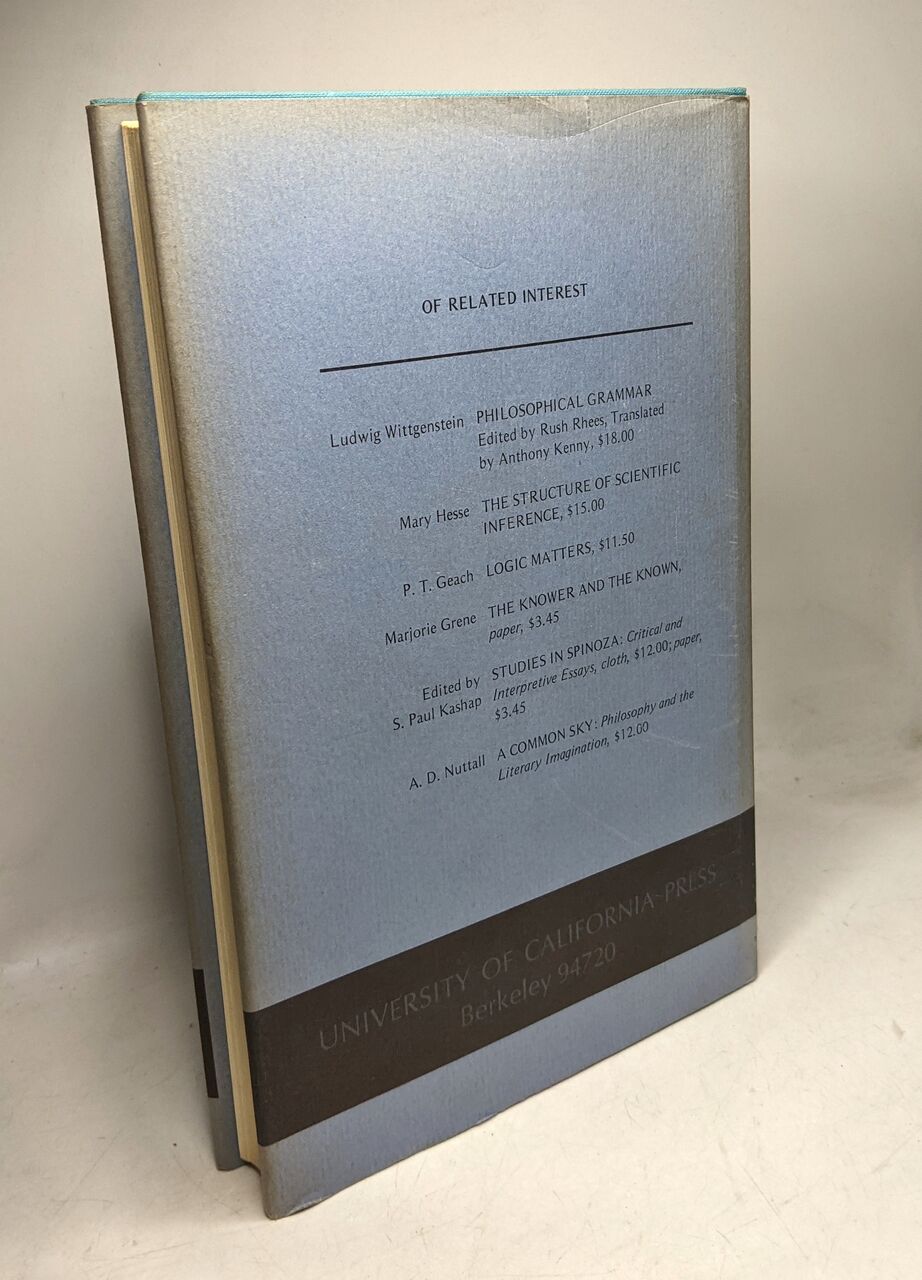 OF RELATED INTEREST
Ludwig Wittgenstein PHILOSOPHICAL GRAMMAR
Edited by Rush Rhees, Translated
by Anthony Kenny, $18.00
Mary Hesse THE STRUCTURE OF SCIENTIFIC
INFERENCE, $15.00
P. T. Geach LOGIC MATTERS, $11.50
Marjorie Grene THE KNOWER AND THE KNOWN,
paper, $3.45
Edited by STUDIES IN SPINOZA: Critical and
S. Paul Kashap Interpretive Essays, cloth, $12.00; paper,
$3.45
A. D. Nuttall A COMMON SKY: Philosophy and the
Literary Imagination, $12.00
UNIVERSITY OF CALIFORNIA PRESS
Berkeley 94720